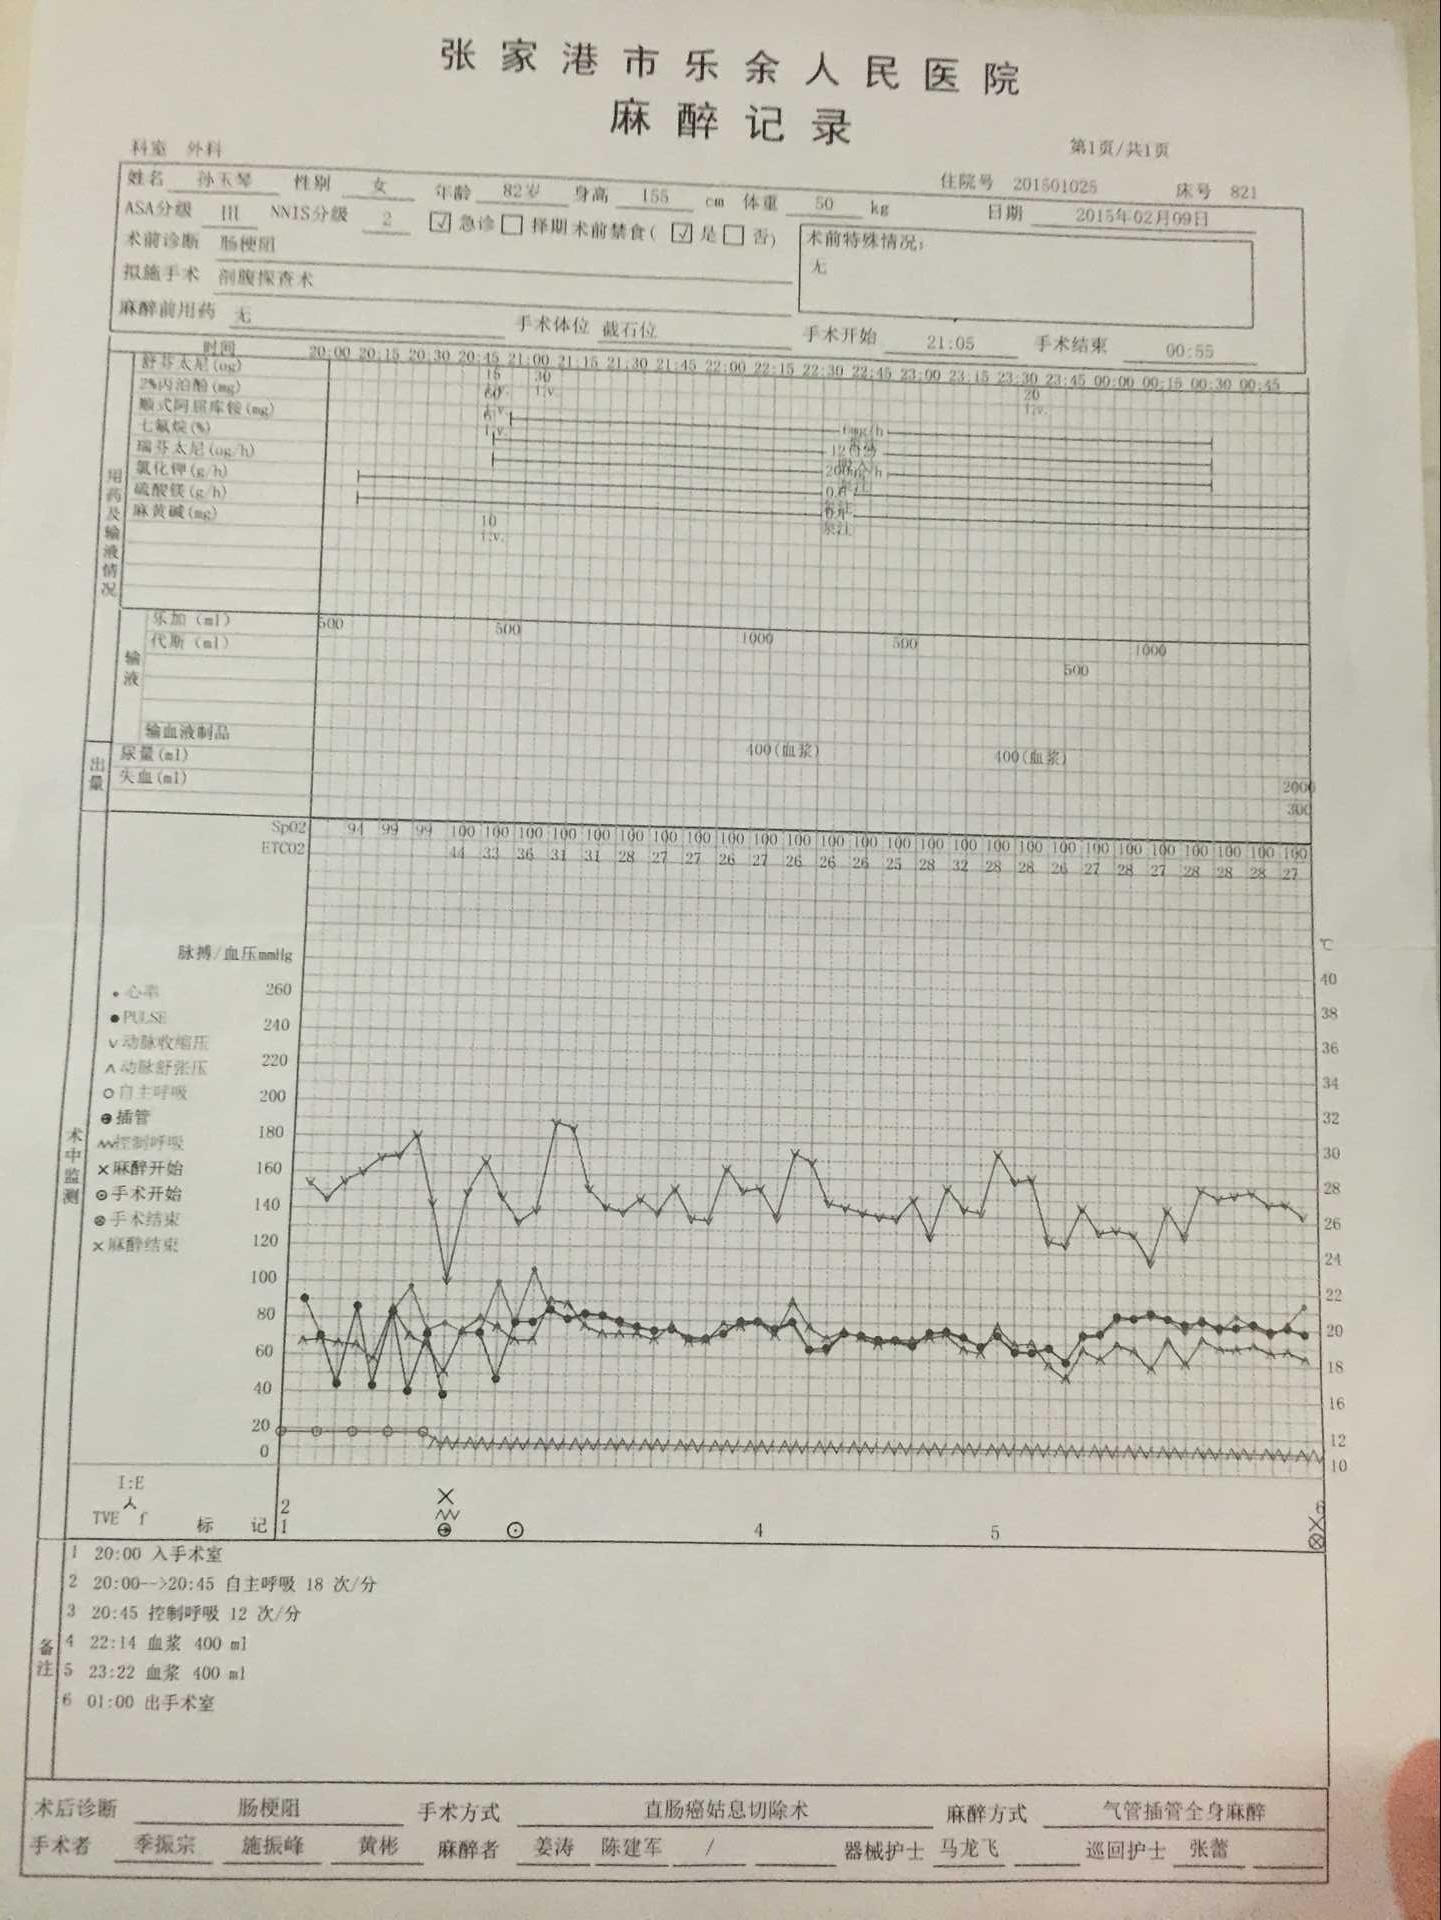 张家港市乐余人民医院
麻醉记录
科室 外科
第1页/共1页
住院号 201501025 床号 821
姓名 孙玉琴 性别 女 年龄 82岁 身高 155 cm 体重 50 kg 日期 2015年02月09日
ASA分级 III NNIS分级 2 ☑急诊 □择期 术前禁食( ☑是 □否)
术前诊断 肠梗阻
术前特殊情况:
无
拟施手术 剖腹探查术
麻醉前用药 无 手术体位 截石位 手术开始 21:05 手术结束 00:55
时间 20:00 20:15 20:30 20:45 21:00 21:15 21:30 21:45 22:00 22:15 22:30 22:45 23:00 23:15 23:30 23:45 00:00 00:15 00:30 00:45
用药及输液情况
舒芬太尼(ug) 15 30 20
i.v. i.v.
2%丙泊酚(mg) 60
顺式阿屈库铵(mg) 6mg/h
i.v.
七氟烷(%)
瑞芬太尼(ug/h)
氯化钾(g/h)
硫酸镁(g/h)
泵注
麻黄碱(mg) 10
i.v.
输液
乐加(ml) 500 500 1000 500 1000
代斯(ml) 500
输血液制品 400(血浆) 400(血浆)
出量
尿量(ml) 2000
失血(ml) 300
SpO2 94 99 99 100 100 100 100 100 100 100 100 100 100 100 100 100 100 100 100 100 100 100 100 100 100 100 100 100 100
ETCO2 44 33 36 31 31 28 27 27 26 27 26 26 26 25 28 32 28 28 26 27 28 27 28 28 28 27
术中监测
脉搏/血压mmHg
℃
心率
PULSE
动脉收缩压
动脉舒张压
自主呼吸
插管
控制呼吸
麻醉开始
手术开始
手术结束
麻醉结束
260
240
220
200
180
160
140
120
100
80
60
40
20
0
40
38
36
34
32
30
28
26
24
22
20
18
16
12
10
I:E
TVE f
标记
2
1
4 5 6
备注
1 20:00 入手术室
2 20:00-->20:45 自主呼吸 18 次/分
3 20:45 控制呼吸 12 次/分
4 22:14 血浆 400 ml
5 23:22 血浆 400 ml
6 01:00 出手术室
术后诊断 肠梗阻 手术方式 直肠癌姑息切除术 麻醉方式 气管插管全身麻醉
手术者 季振宗 施振峰 黄彬 麻醉者 姜涛 陈建军 / 器械护士 马龙飞 巡回护士 张蕾